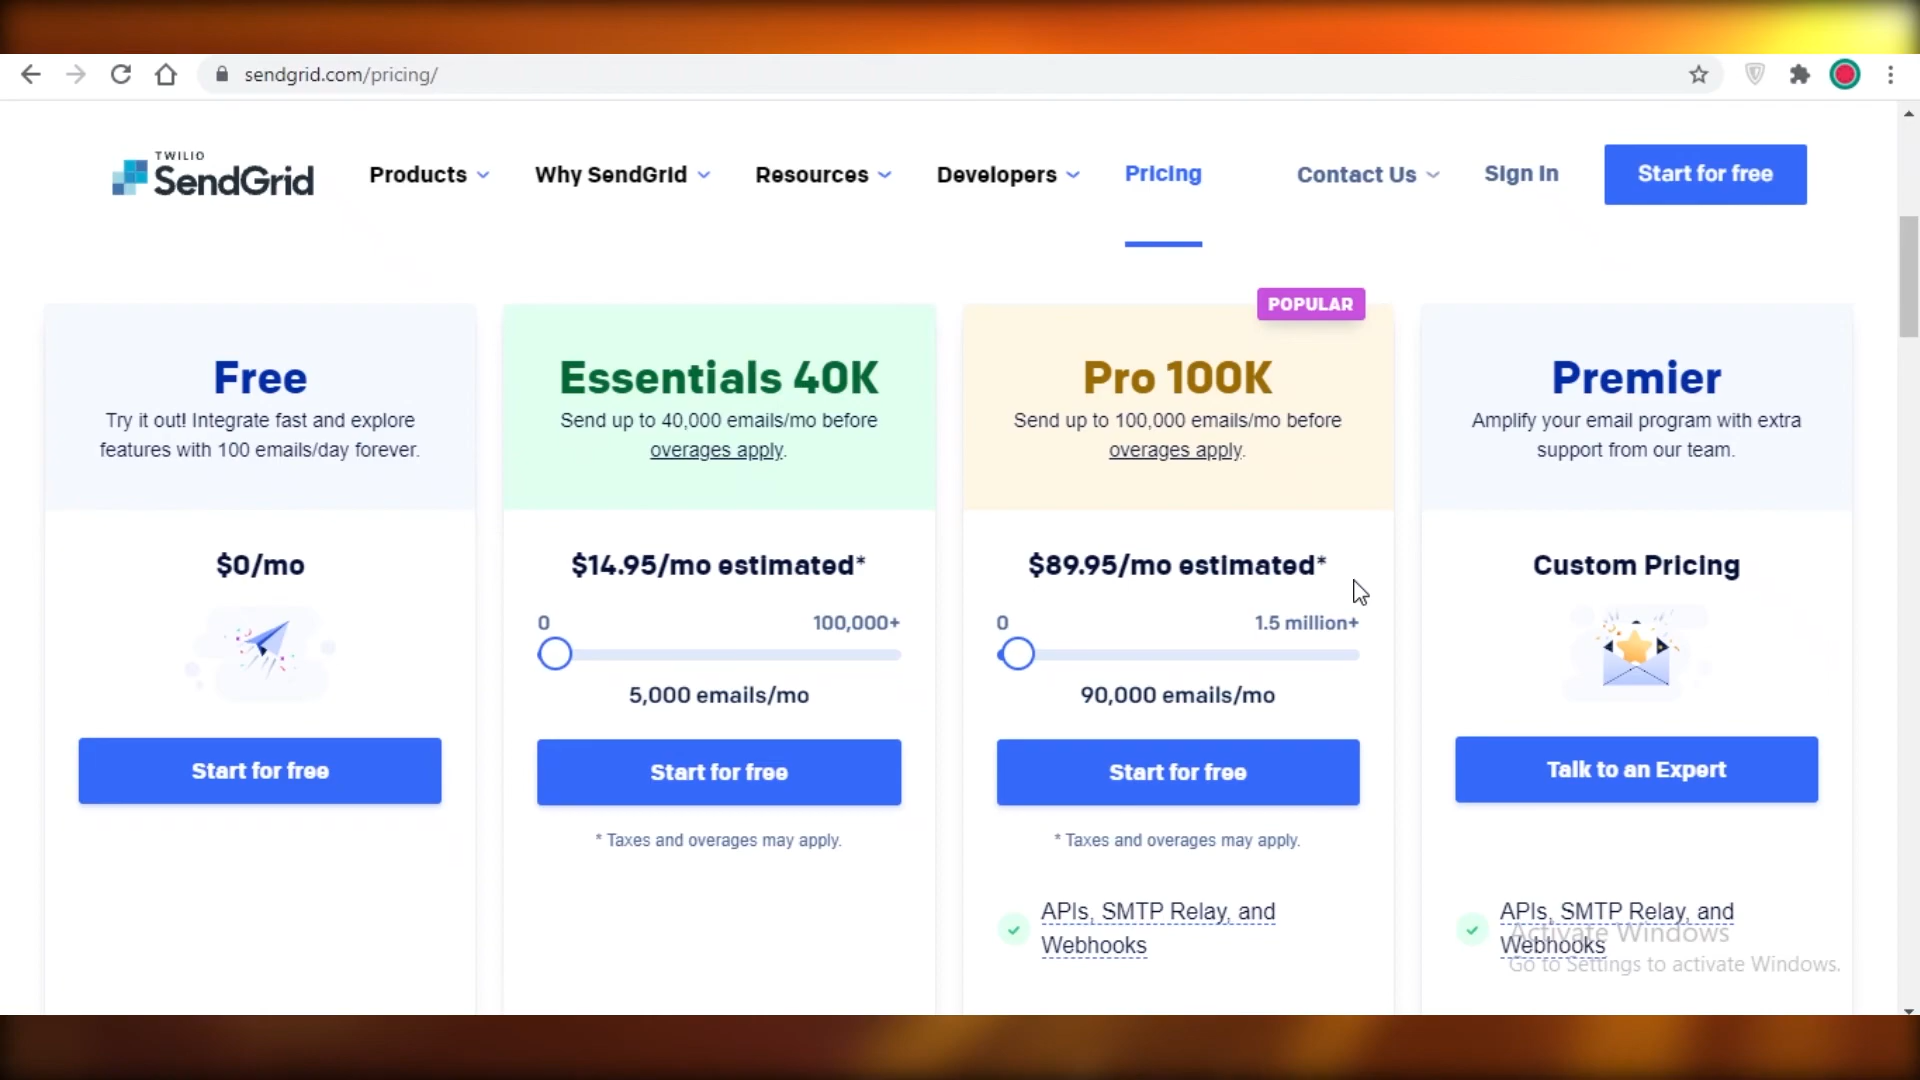 sendgrid.com/pricing/
TWILIO
SendGrid
Products
Why SendGrid
Resources
Developers
Pricing
Contact Us
Sign In
Start for free
POPULAR
Free
Try it out! Integrate fast and explore
features with 100 emails/day forever.
$0/mo
Start for free
Essentials 40K
Send up to 40,000 emails/mo before
overages apply.
$14.95/mo estimated*
0 100,000+
5,000 emails/mo
Start for free
* Taxes and overages may apply.
Pro 100K
Send up to 100,000 emails/mo before
overages apply.
$89.95/mo estimated*
0 1.5 million+
90,000 emails/mo
Start for free
* Taxes and overages may apply.
APIs, SMTP Relay, and
Webhooks
Premier
Amplify your email program with extra
support from our team.
Custom Pricing
Talk to an Expert
APIs, SMTP Relay, and
Webhooks
Activate Windows
Go to Settings to activate Windows.